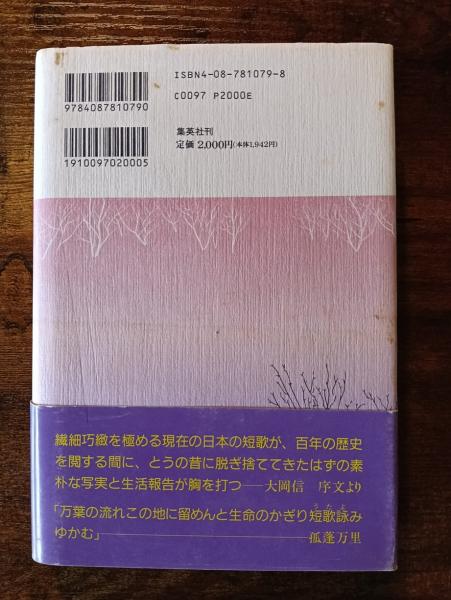 ISBN4-08-781079-8
C0097 P2000E
9784087810790
集英社刊
定価 2,000円(本体1,942円)
1910097020005
繊細巧緻を極める現在の日本の短歌が、百年の歴史
を閲する間に、とうの昔に脱ぎ捨ててきたはずの素
朴な写実と生活報告が胸を打つ──大岡信 序文より
「万葉の流れこの地に留めんと生命のかぎり短歌詠み
ゆかむ」──孤蓬万里